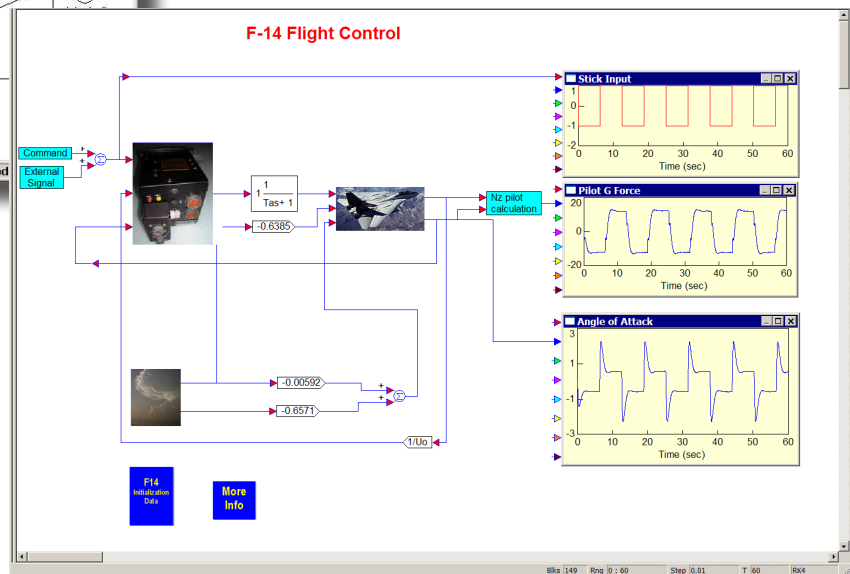 F-14 Flight Control
Stick Input
1
0
-1
-2
0 10 20 30 40 50 60
Time (sec)
Command
External
Signal
+
+
Σ
1
1
Tas+ 1
-0.6385
Nz pilot
calculation
Pilot G Force
20
0
-20
0 10 20 30 40 50 60
Time (sec)
Angle of Attack
3
1
-1
-3
0 10 20 30 40 50 60
Time (sec)
-0.00592
+
+
Σ
-0.6571
1/Uo
F14
Initialization
Data
More
Info
Blks 149 Rng 0 : 60 Step 0.01 T 60 RK4